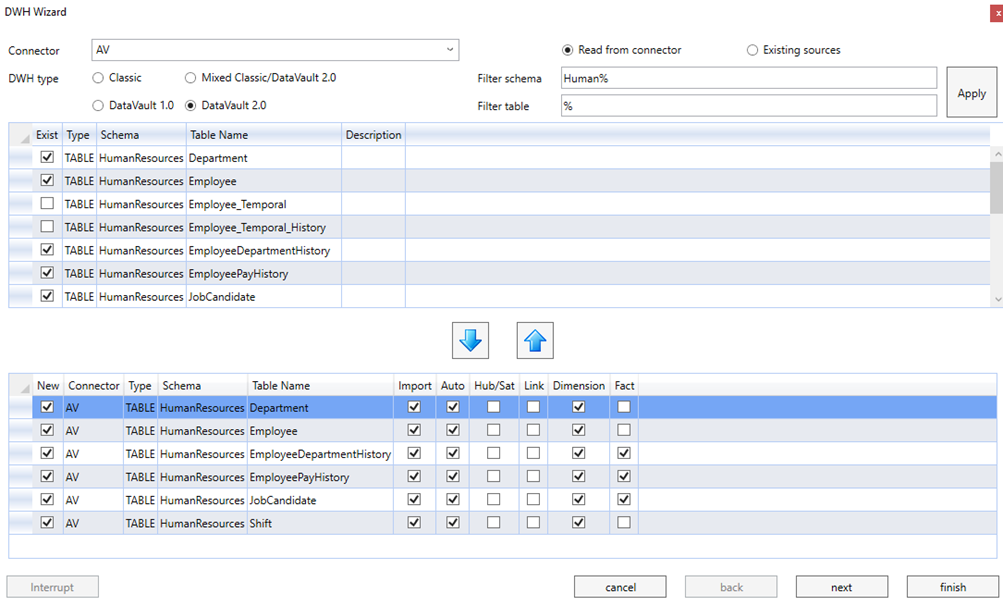 DWH Wizard
x
Connector AV Read from connector Existing sources
DWH type Classic Mixed Classic/DataVault 2.0 Filter schema Human%
DataVault 1.0 DataVault 2.0 Filter table % Apply
Exist Type Schema Table Name Description
TABLE HumanResources Department
TABLE HumanResources Employee
TABLE HumanResources Employee_Temporal
TABLE HumanResources Employee_Temporal_History
TABLE HumanResources EmployeeDepartmentHistory
TABLE HumanResources EmployeePayHistory
TABLE HumanResources JobCandidate
New Connector Type Schema Table Name Import Auto Hub/Sat Link Dimension Fact
AV TABLE HumanResources Department
AV TABLE HumanResources Employee
AV TABLE HumanResources EmployeeDepartmentHistory
AV TABLE HumanResources EmployeePayHistory
AV TABLE HumanResources JobCandidate
AV TABLE HumanResources Shift
Interrupt cancel back next finish